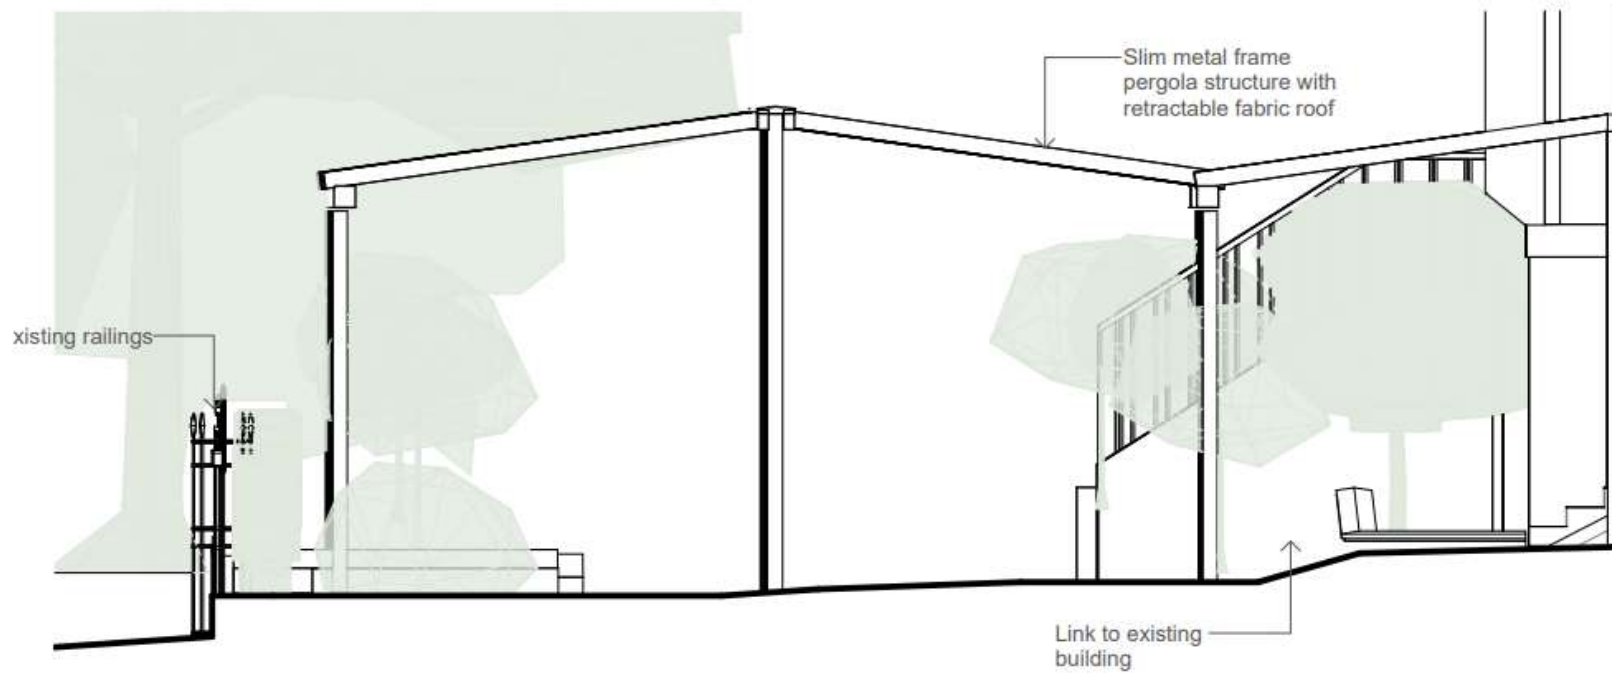 Slim metal frame
pergola structure with
retractable fabric roof
xisting railings
Link to existing
building